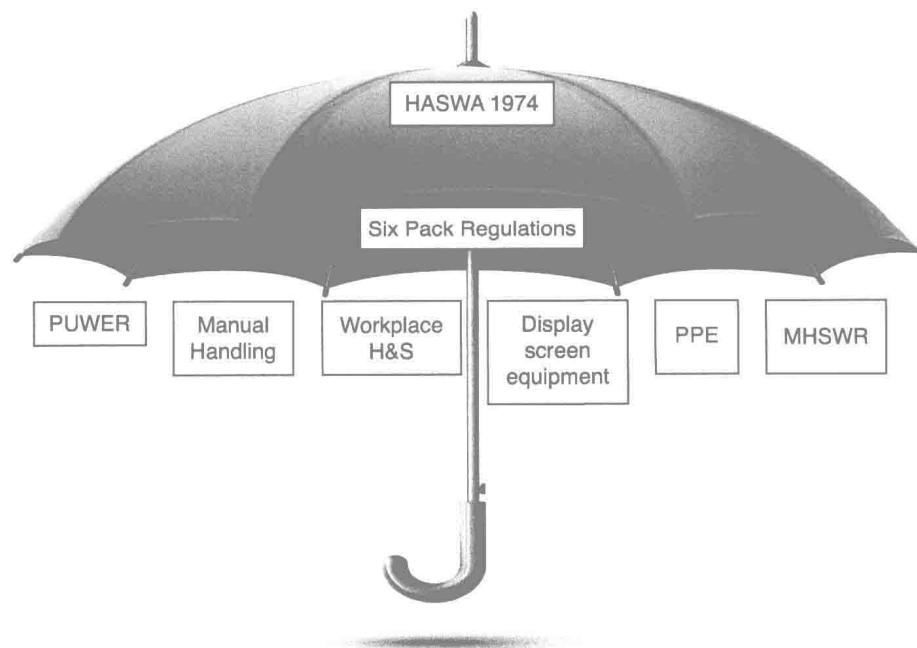 HASWA 1974
Six Pack Regulations
PUWER
Manual
Handling
Workplace
H&S
Display
screen
equipment
PPE
MHSWR